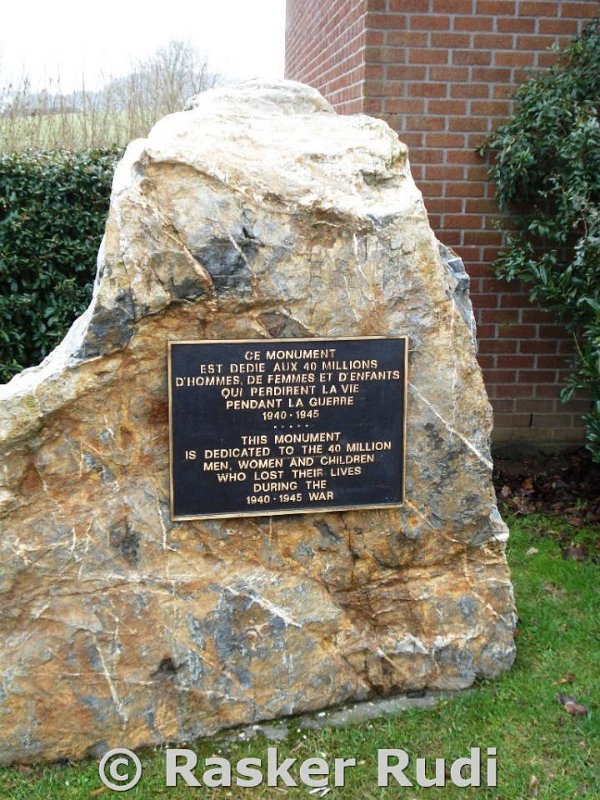 CE MONUMENT
EST DEDIE AUX 40 MILLIONS
D'HOMMES, DE FEMMES ET D'ENFANTS
QUI PERDIRENT LA VIE
PENDANT LA GUERRE
1940 - 1945
.....
THIS MONUMENT
IS DEDICATED TO THE 40 MILLION
MEN, WOMEN AND CHILDREN
WHO LOST THEIR LIVES
DURING THE
1940 - 1945 WAR
© Rasker Rudi